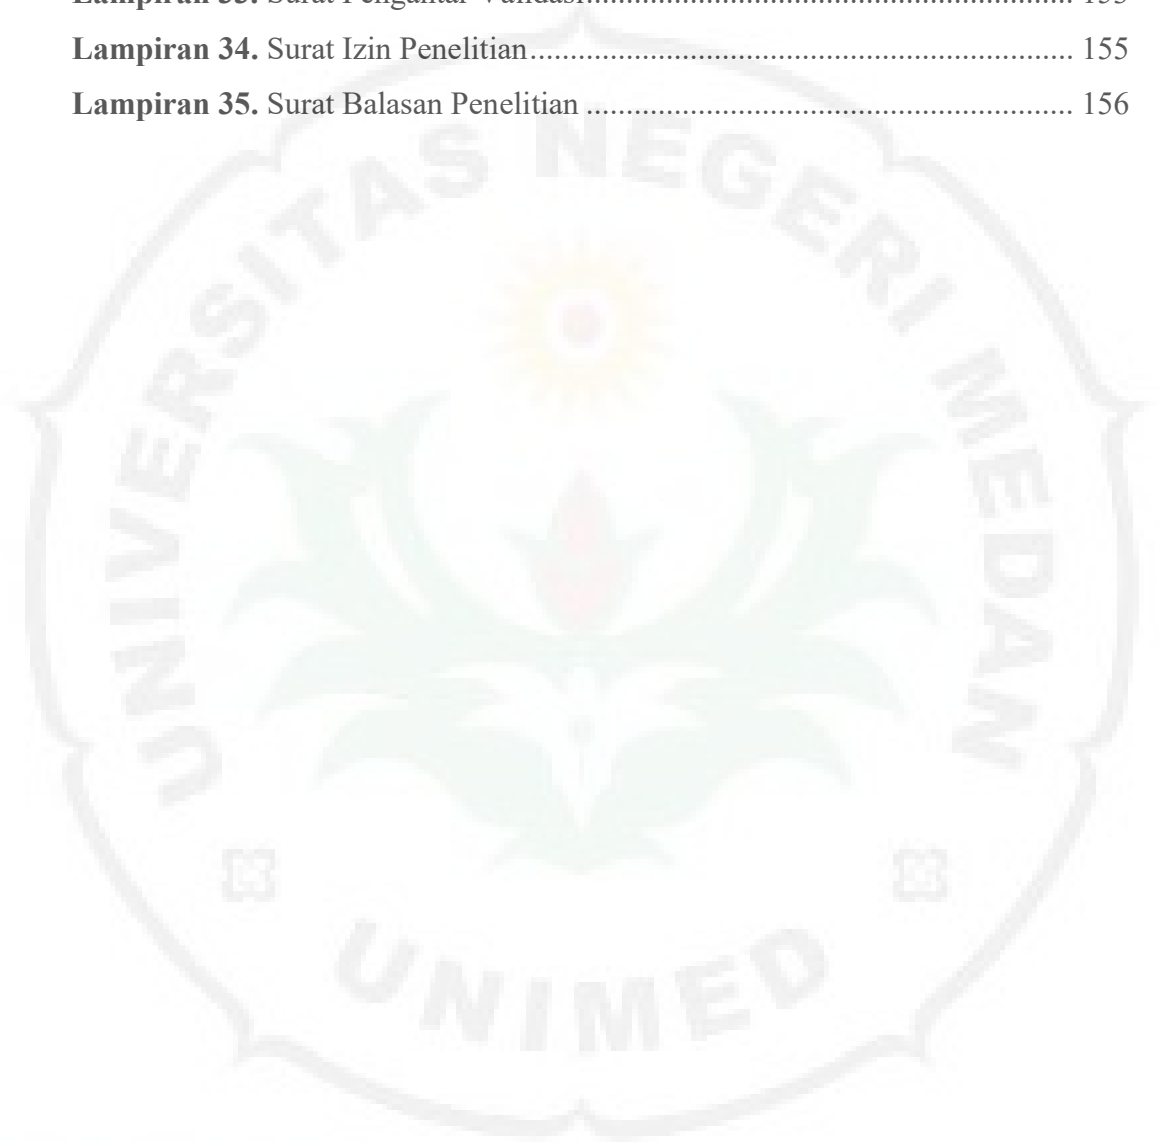 Lampiran 33. Surat Pengantar Validasi........................................................ 153
Lampiran 34. Surat Izin Penelitian.................................................................... 155
Lampiran 35. Surat Balasan Penelitian ............................................................. 156
UNIVERSITAS NEGERI MEDAN
UNIMED